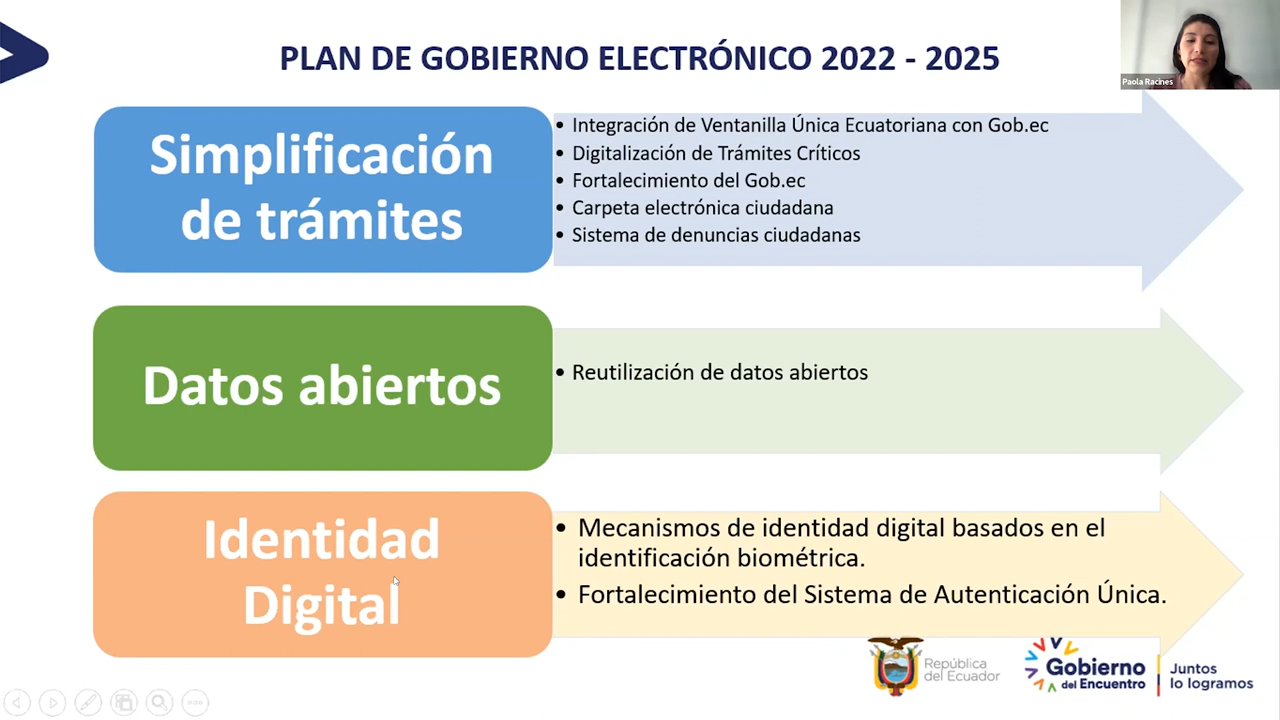 PLAN DE GOBIERNO ELECTRÓNICO 2022 - 2025
Paola Racines
Simplificación
de trámites
• Integración de Ventanilla Única Ecuatoriana con Gob.ec
• Digitalización de Trámites Críticos
• Fortalecimiento del Gob.ec
• Carpeta electrónica ciudadana
• Sistema de denuncias ciudadanas
Datos abiertos
• Reutilización de datos abiertos
Identidad
Digital
• Mecanismos de identidad digital basados en el
identificación biométrica.
• Fortalecimiento del Sistema de Autenticación Única.
República
del Ecuador
Gobierno
del Encuentro
Juntos
lo logramos